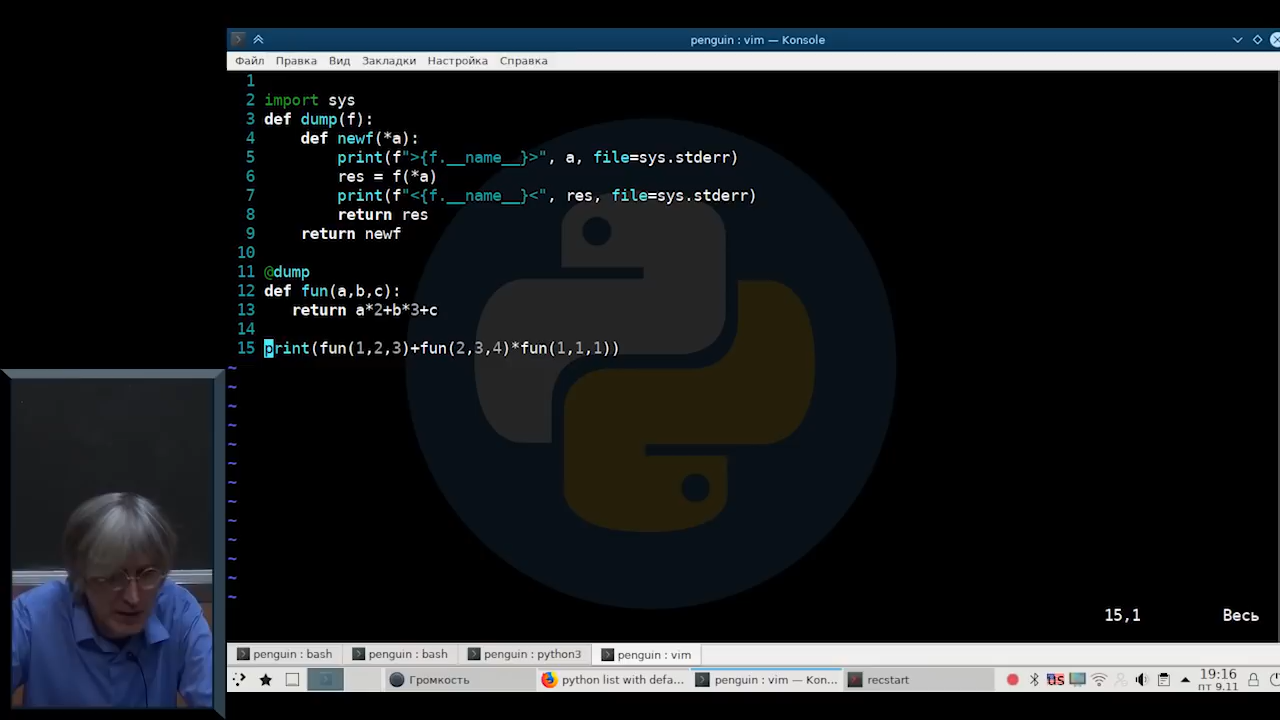 penguin : vim — Konsole
Файл Правка Вид Закладки Настройка Справка
1
2 import sys
3 def dump(f):
4     def newf(*a):
5         print(f">{f.__name__}>", a, file=sys.stderr)
6         res = f(*a)
7         print(f"<{f.__name__}<", res, file=sys.stderr)
8         return res
9     return newf
10
11 @dump
12 def fun(a,b,c):
13    return a*2+b*3+c
14
15 print(fun(1,2,3)+fun(2,3,4)*fun(1,1,1))
~
~
~
~
~
~
~
~
~
~
~
~
~
15,1 Весь
penguin : bash penguin : bash penguin : python3 penguin : vim
Громкость python list with defa... penguin : vim — Kon... recstart us 19:16
пт 9.11